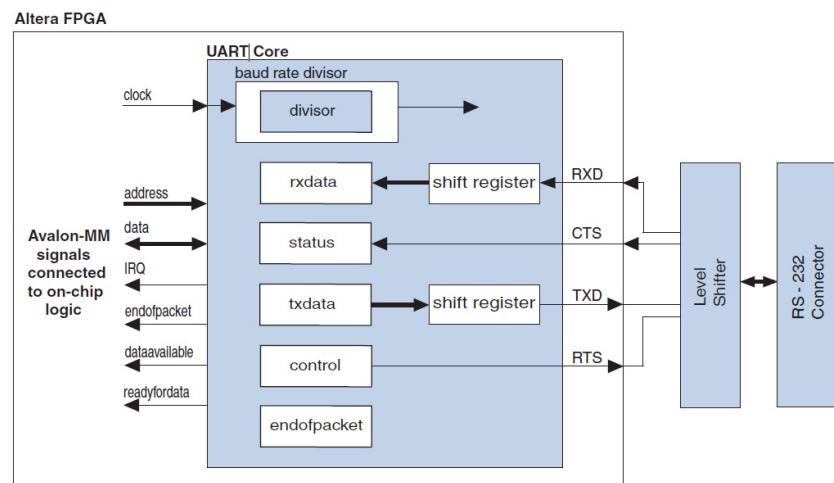 Altera FPGA
UART Core
baud rate divisor
clock
divisor
rxdata
shift register
RXD
address
data
Avalon-MM
signals
connected
to on-chip
logic
status
CTS
IRQ
txdata
shift register
TXD
endofpacket
dataavailable
control
RTS
readyfordata
endofpacket
Level
Shifter
RS - 232
Connector